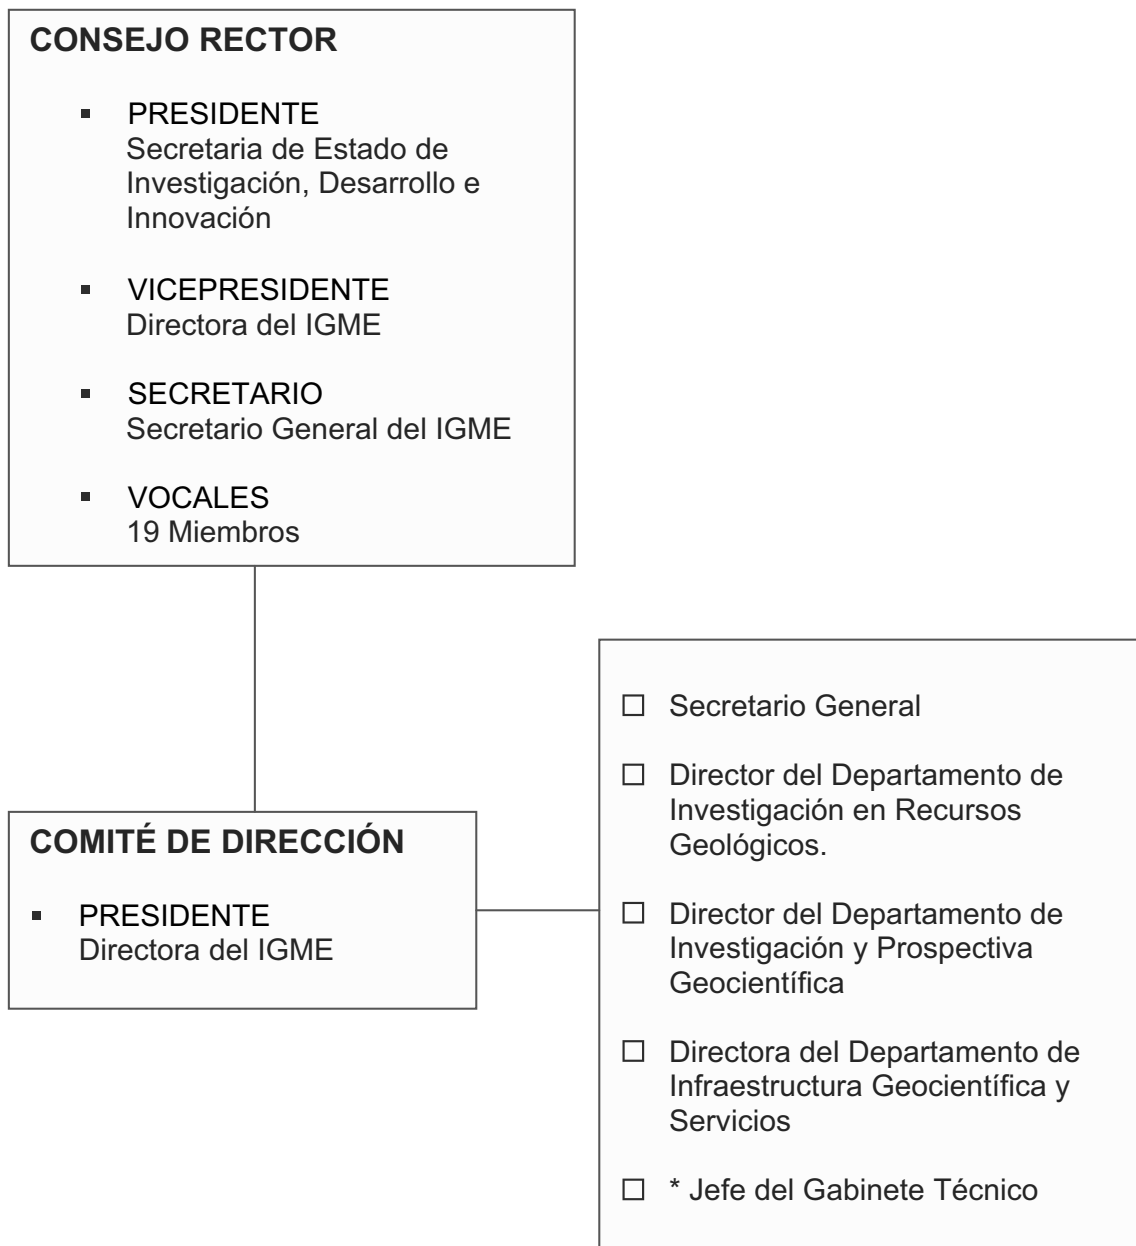 CONSEJO RECTOR
▪ PRESIDENTE
Secretaria de Estado de
Investigación, Desarrollo e
Innovación
▪ VICEPRESIDENTE
Directora del IGME
▪ SECRETARIO
Secretario General del IGME
▪ VOCALES
19 Miembros
COMITÉ DE DIRECCIÓN
▪ PRESIDENTE
Directora del IGME
☐ Secretario General
☐ Director del Departamento de
Investigación en Recursos
Geológicos.
☐ Director del Departamento de
Investigación y Prospectiva
Geocientífica
☐ Directora del Departamento de
Infraestructura Geocientífica y
Servicios
☐ * Jefe del Gabinete Técnico